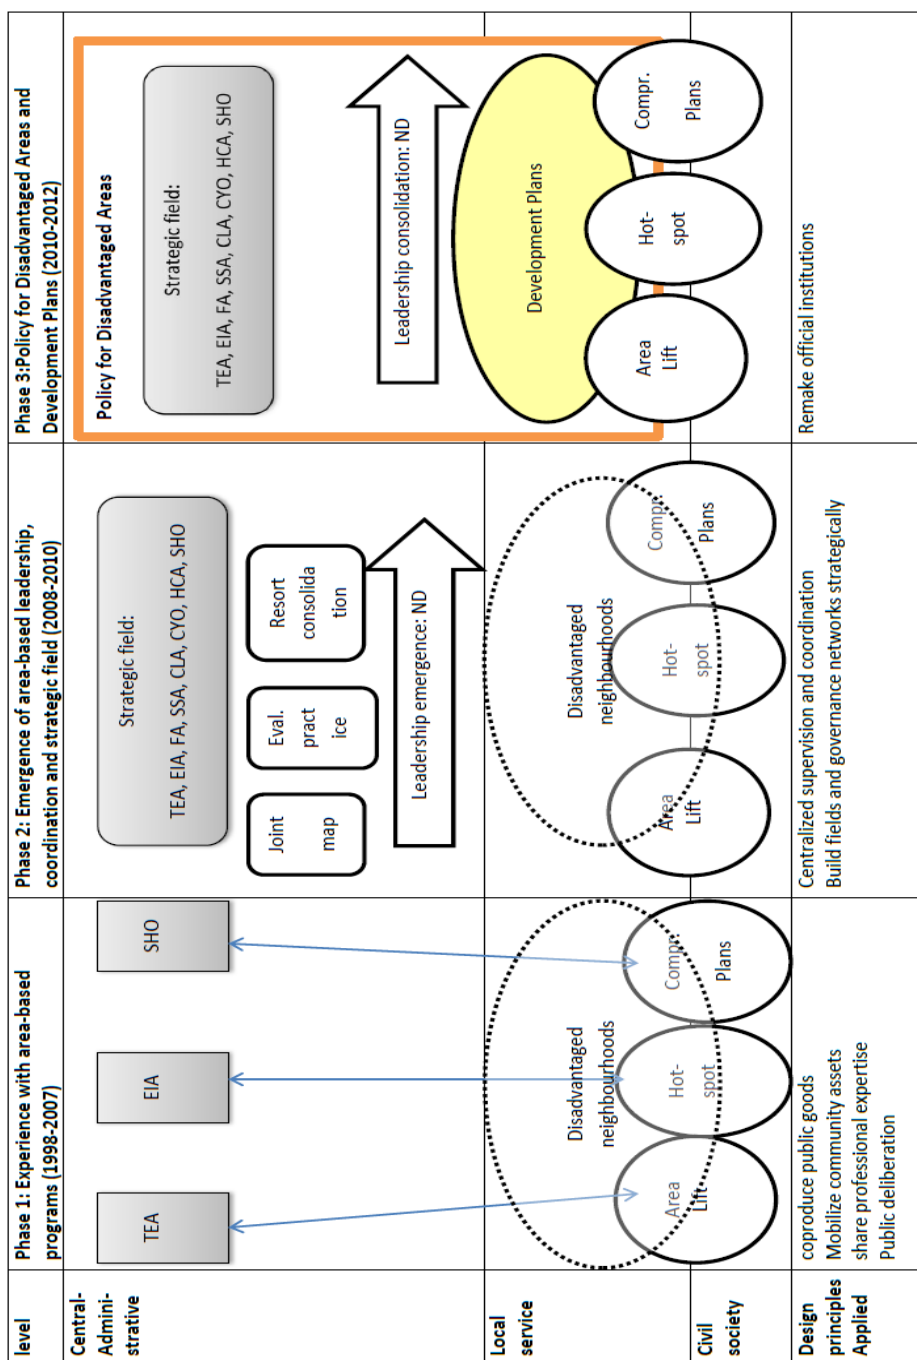 level
Phase 1: Experience with area-based
programs (1998-2007)
Phase 2: Emergence of area-based leadership,
coordination and strategic field (2008-2010)
Phase 3:Policy for Disadvantaged Areas and
Development Plans (2010-2012)
Central-
Admini-
strative
TEA
EIA
SHO
Strategic field:
TEA, EIA, FA, SSA, CLA, CYO, HCA, SHO
Joint
map
Eval.
pract
ice
Resort
consolida
tion
Leadership emergence: ND
Policy for Disadvantaged Areas
Strategic field:
TEA, EIA, FA, SSA, CLA, CYO, HCA, SHO
Leadership consolidation: ND
Local
service
Disadvantaged
neighbourhoods
Disadvantaged
neighbourhoods
Development Plans
Civil
society
Area
Lift
Hot-
spot
Compr.
Plans
Area
Lift
Hot-
spot
Compr.
Plans
Area
Lift
Hot-
spot
Compr.
Plans
Design
principles
Applied
coproduce public goods
Mobilize community assets
share professional expertise
Public deliberation
Centralized supervision and coordination
Build fields and governance networks strategically
Remake official institutions